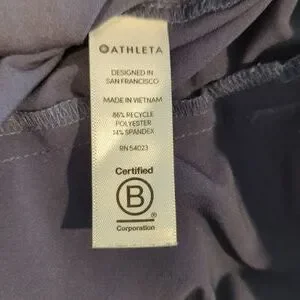 ATHLETA
DESIGNED IN
SAN FRANCISCO
MADE IN VIETNAM
86% RECYCLE
POLYESTER
14% SPANDEX
RN 54023
Certified
B
®
Corporation